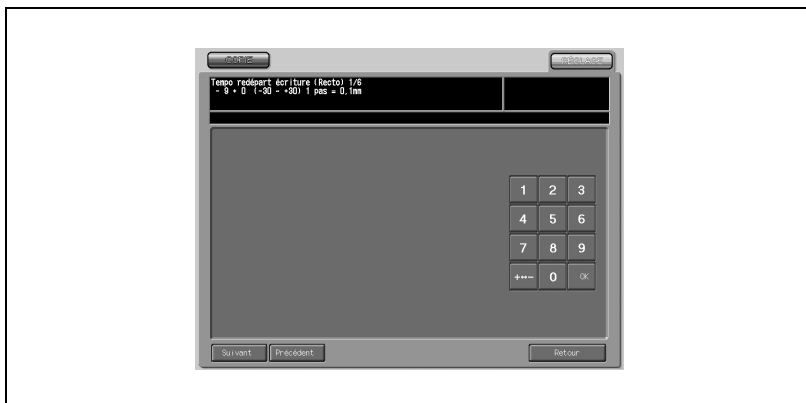 COPIE
RÉGLAGE
Tempo redépart écriture (Recto) 1/6
- 9 + 0 (-30 - +30) 1 pas = 0,1mm
1 2 3
4 5 6
7 8 9
+↔- 0 OK
Suivant Précédent Retour